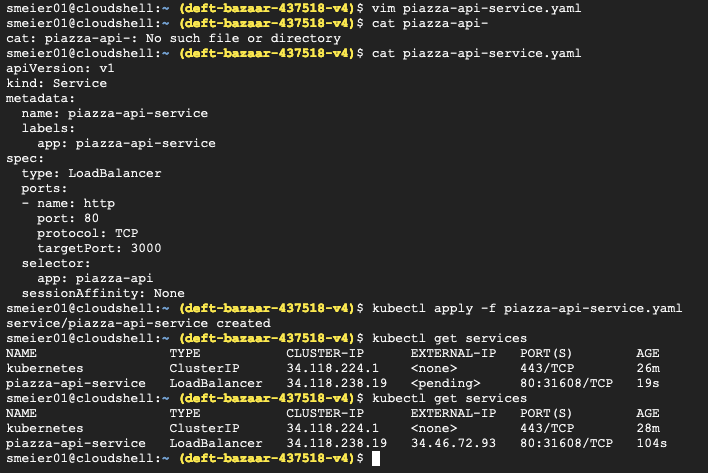 smeier01@cloudshell:~ (deft-bazaar-437518-v4)$ vim piazza-api-service.yaml
smeier01@cloudshell:~ (deft-bazaar-437518-v4)$ cat piazza-api-
cat: piazza-api-: No such file or directory
smeier01@cloudshell:~ (deft-bazaar-437518-v4)$ cat piazza-api-service.yaml
apiVersion: v1
kind: Service
metadata:
  name: piazza-api-service
  labels:
    app: piazza-api-service
spec:
  type: LoadBalancer
  ports:
  - name: http
    port: 80
    protocol: TCP
    targetPort: 3000
  selector:
    app: piazza-api
  sessionAffinity: None
smeier01@cloudshell:~ (deft-bazaar-437518-v4)$ kubectl apply -f piazza-api-service.yaml
service/piazza-api-service created
smeier01@cloudshell:~ (deft-bazaar-437518-v4)$ kubectl get services
NAME                 TYPE           CLUSTER-IP      EXTERNAL-IP   PORT(S)        AGE
kubernetes           ClusterIP      34.118.224.1    <none>        443/TCP        26m
piazza-api-service   LoadBalancer   34.118.238.19   <pending>     80:31608/TCP   19s
smeier01@cloudshell:~ (deft-bazaar-437518-v4)$ kubectl get services
NAME                 TYPE           CLUSTER-IP      EXTERNAL-IP   PORT(S)        AGE
kubernetes           ClusterIP      34.118.224.1    <none>        443/TCP        28m
piazza-api-service   LoadBalancer   34.118.238.19   34.46.72.93   80:31608/TCP   104s
smeier01@cloudshell:~ (deft-bazaar-437518-v4)$